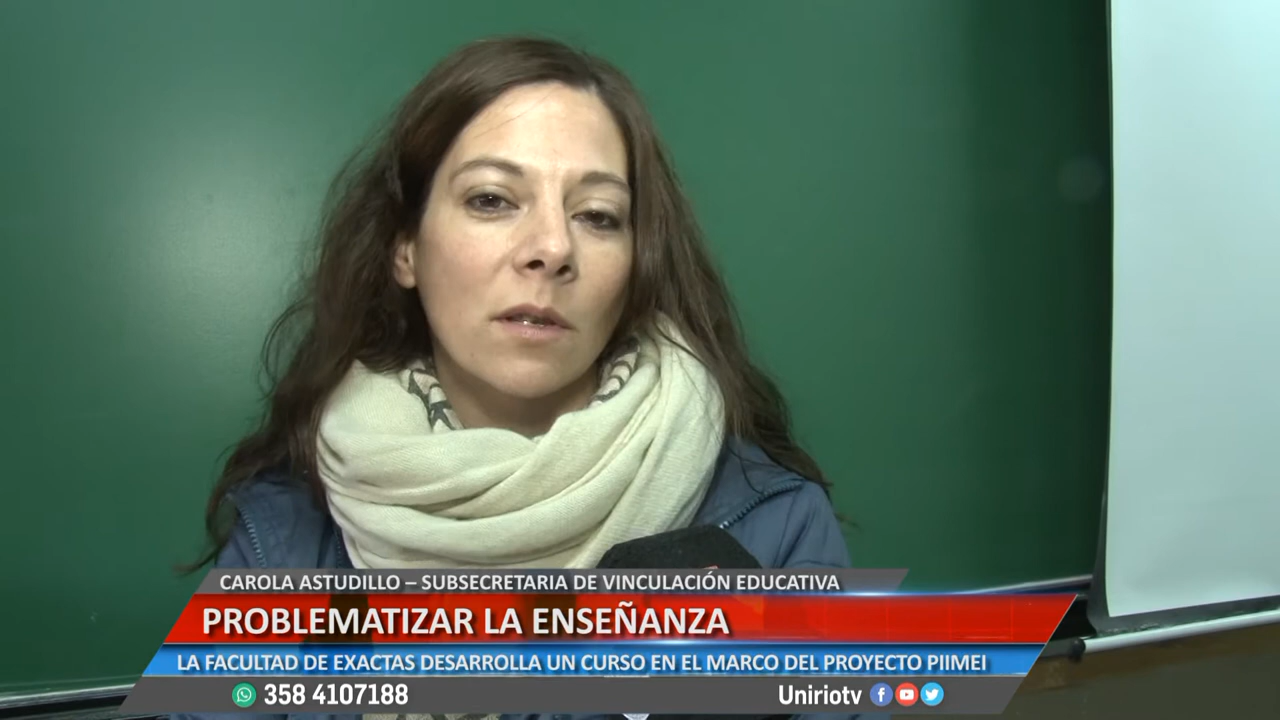 CAROLA ASTUDILLO – SUBSECRETARIA DE VINCULACIÓN EDUCATIVA
PROBLEMATIZAR LA ENSEÑANZA
LA FACULTAD DE EXACTAS DESARROLLA UN CURSO EN EL MARCO DEL PROYECTO PIIMEI
358 4107188 Uniriotv